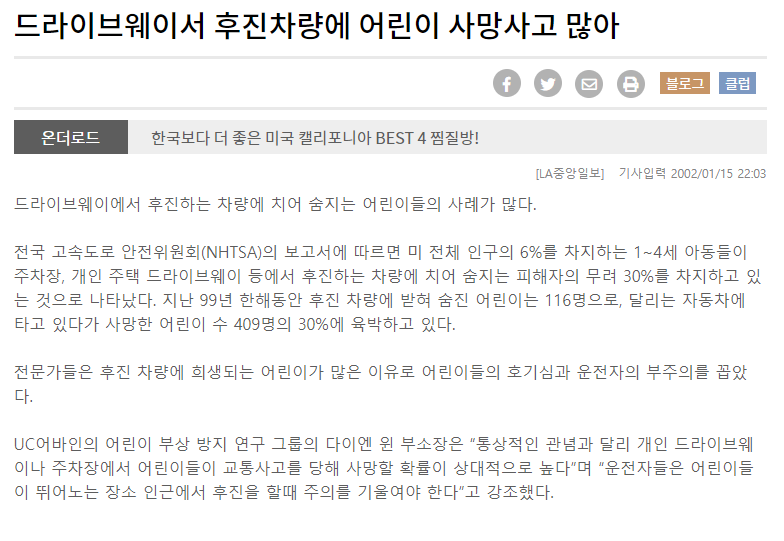 드라이브웨이서 후진차량에 어린이 사망사고 많아
블로그 클럽
온더로드 한국보다 더 좋은 미국 캘리포니아 BEST 4 찜질방!
[LA중앙일보] 기사입력 2002/01/15 22:03
드라이브웨이에서 후진하는 차량에 치어 숨지는 어린이들의 사례가 많다.
전국 고속도로 안전위원회(NHTSA)의 보고서에 따르면 미 전체 인구의 6%를 차지하는 1~4세 아동들이
주차장, 개인 주택 드라이브웨이 등에서 후진하는 차량에 치어 숨지는 피해자의 무려 30%를 차지하고 있
는 것으로 나타났다. 지난 99년 한해동안 후진 차량에 받혀 숨진 어린이는 116명으로, 달리는 자동차에
타고 있다가 사망한 어린이 수 409명의 30%에 육박하고 있다.
전문가들은 후진 차량에 희생되는 어린이가 많은 이유로 어린이들의 호기심과 운전자의 부주의를 꼽았
다.
UC어바인의 어린이 부상 방지 연구 그룹의 다이엔 윈 부소장은 “통상적인 관념과 달리 개인 드라이브웨
이나 주차장에서 어린이들이 교통사고를 당해 사망할 확률이 상대적으로 높다”며 “운전자들은 어린이들
이 뛰어노는 장소 인근에서 후진을 할때 주의를 기울여야 한다”고 강조했다.